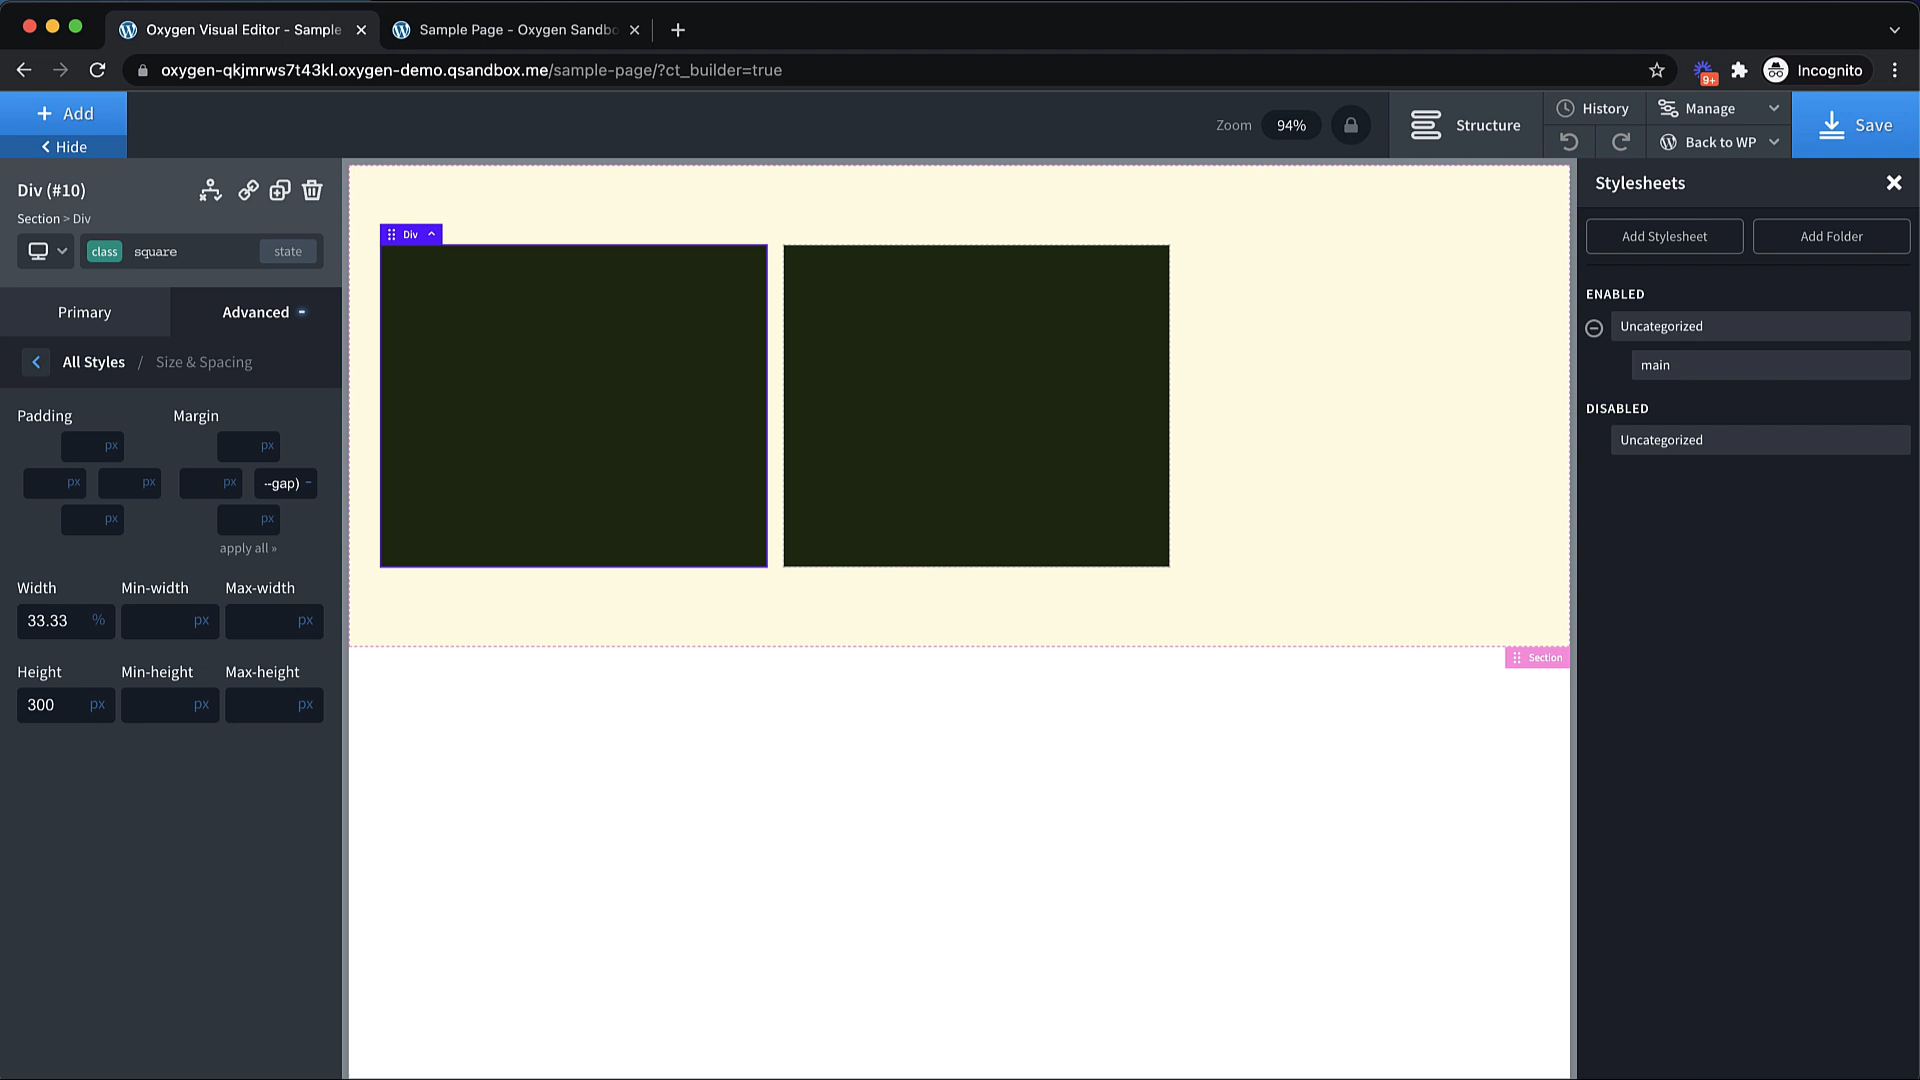 Oxygen Visual Editor - Sample
Sample Page - Oxygen Sandbo
oxygen-qkjmrws7t43kl.oxygen-demo.qsandbox.me/sample-page/?ct_builder=true
9+
Incognito
+ Add
Hide
Zoom
94%
Structure
History
Manage
Back to WP
Save
Div (#10)
Section > Div
class
square
state
Primary
Advanced
All Styles / Size & Spacing
Padding
Margin
px
px
px
px
px
--gap)
px
px
apply all »
Width
Min-width
Max-width
33.33 %
px
px
Height
Min-height
Max-height
300 px
px
px
Div
Section
Stylesheets
Add Stylesheet
Add Folder
ENABLED
Uncategorized
main
DISABLED
Uncategorized